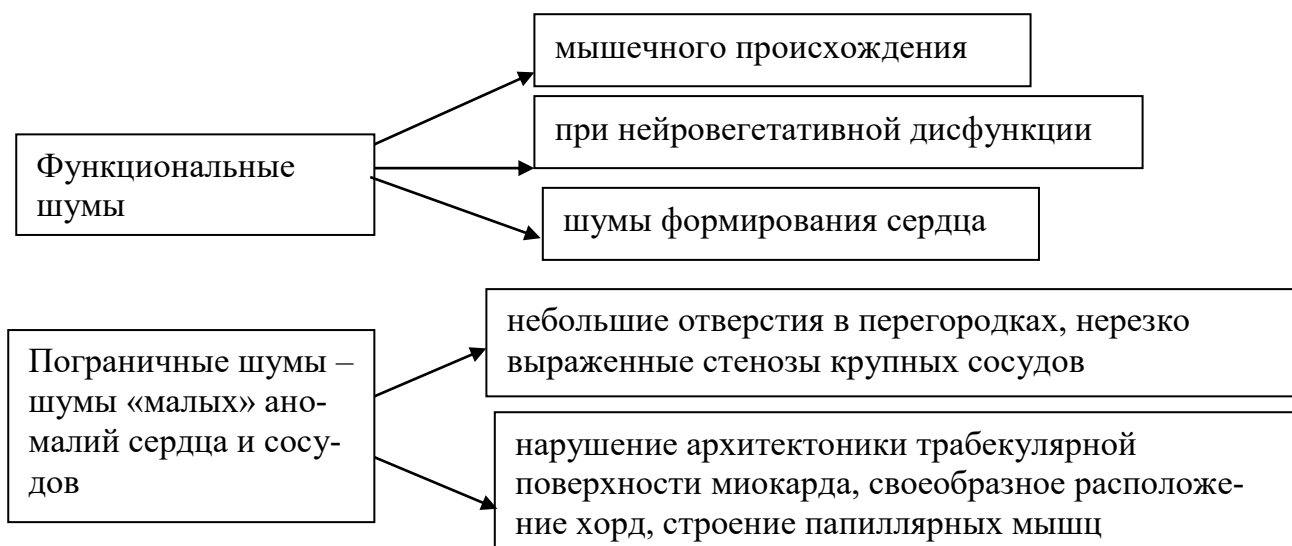 мышечного происхождения
при нейровегетативной дисфункции
Функциональные
шумы
шумы формирования сердца
небольшие отверстия в перегородках, нерезко
выраженные стенозы крупных сосудов
Пограничные шумы –
шумы «малых» ано-
малий сердца и сосу-
дов
нарушение архитектоники трабекулярной
поверхности миокарда, своеобразное расположе-
ние хорд, строение папиллярных мышц